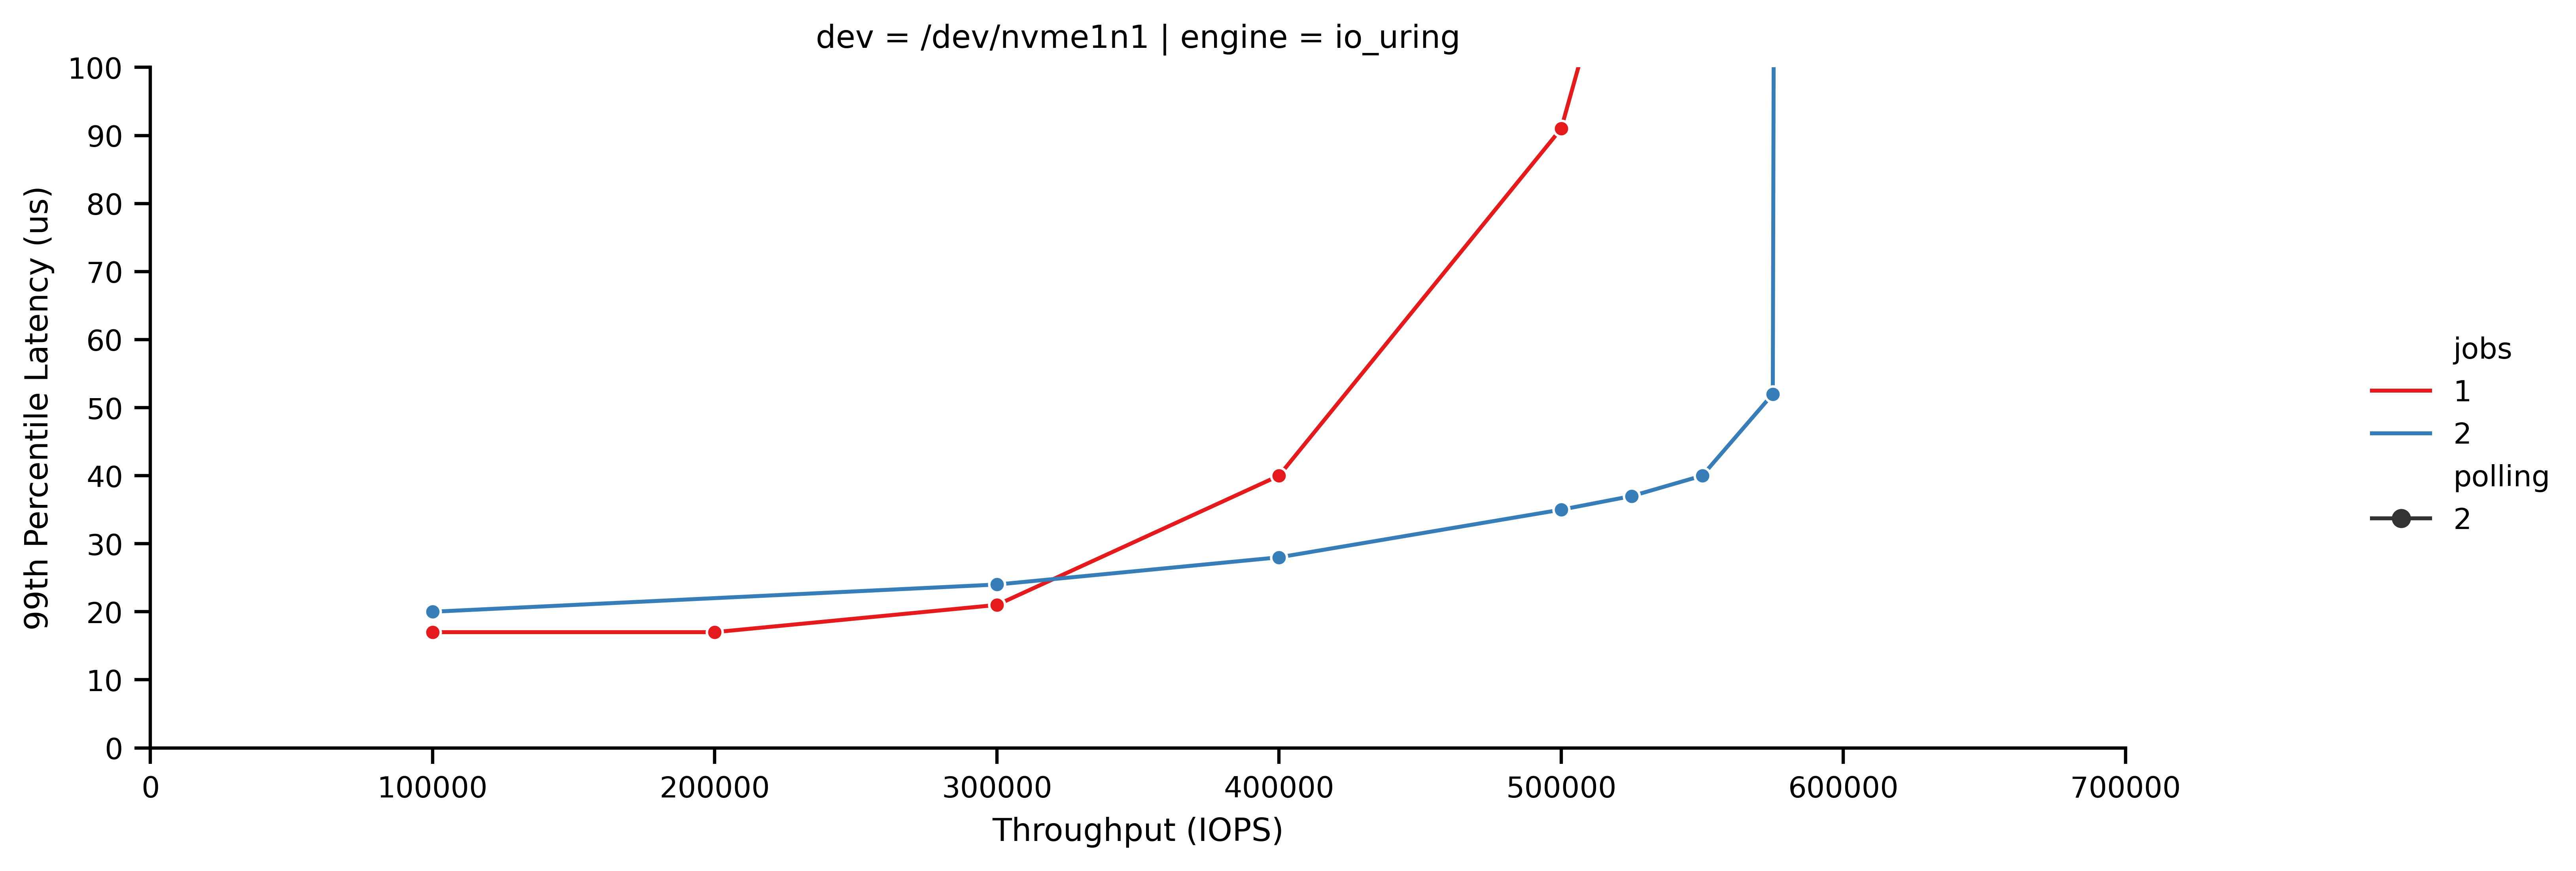 dev = /dev/nvme1n1 | engine = io_uring
100
90
80
70
60
50
40
30
20
10
0
99th Percentile Latency (us)
0 100000 200000 300000 400000 500000 600000 700000
Throughput (IOPS)
jobs
1
2
polling
2